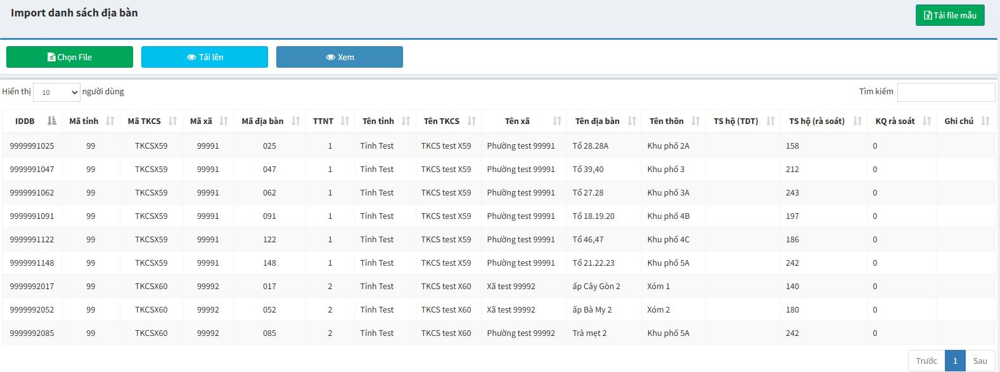 Import danh sách địa bàn
Tải file mẫu
Chọn File Tải lên Xem
Hiển thị 10 người dùng Tìm kiếm
IDDB Mã tỉnh Mã TKCS Mã xã Mã địa bàn TTNT Tên tỉnh Tên TKCS Tên xã Tên địa bàn Tên thôn TS hộ (TDT) TS hộ (rà soát) KQ rà soát Ghi chú
9999991025 99 TKCSX59 99991 025 1 Tỉnh Test TKCS test X59 Phường test 99991 Tổ 28.28A Khu phố 2A 158 0
9999991047 99 TKCSX59 99991 047 1 Tỉnh Test TKCS test X59 Phường test 99991 Tổ 39,40 Khu phố 3 212 0
9999991062 99 TKCSX59 99991 062 1 Tỉnh Test TKCS test X59 Phường test 99991 Tổ 27.28 Khu phố 3A 243 0
9999991091 99 TKCSX59 99991 091 1 Tỉnh Test TKCS test X59 Phường test 99991 Tổ 18.19.20 Khu phố 4B 197 0
9999991122 99 TKCSX59 99991 122 1 Tỉnh Test TKCS test X59 Phường test 99991 Tổ 46,47 Khu phố 4C 186 0
9999991148 99 TKCSX59 99991 148 1 Tỉnh Test TKCS test X59 Phường test 99991 Tổ 21.22.23 Khu phố 5A 242 0
9999992017 99 TKCSX60 99992 017 2 Tỉnh Test TKCS test X60 Xã test 99992 ấp Cây Gòn 2 Xóm 1 140 0
9999992052 99 TKCSX60 99992 052 2 Tỉnh Test TKCS test X60 Xã test 99992 ấp Bà My 2 Xóm 2 180 0
9999992085 99 TKCSX60 99992 085 2 Tỉnh Test TKCS test X60 Phường test 99992 Trà mẹt 2 Khu phố 5A 242 0
Trước 1 Sau